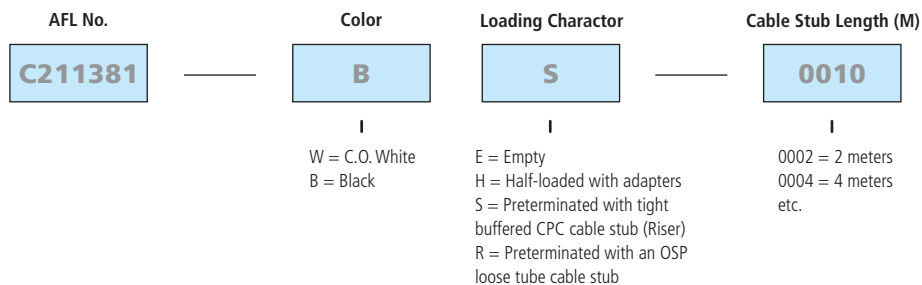 AFL No. Color Loading Charactor Cable Stub Length (M)
C211381 B S 0010
W = C.O. White
B = Black
E = Empty
H = Half-loaded with adapters
S = Preterminated with tight
buffered CPC cable stub (Riser)
R = Preterminated with an OSP
loose tube cable stub
0002 = 2 meters
0004 = 4 meters
etc.